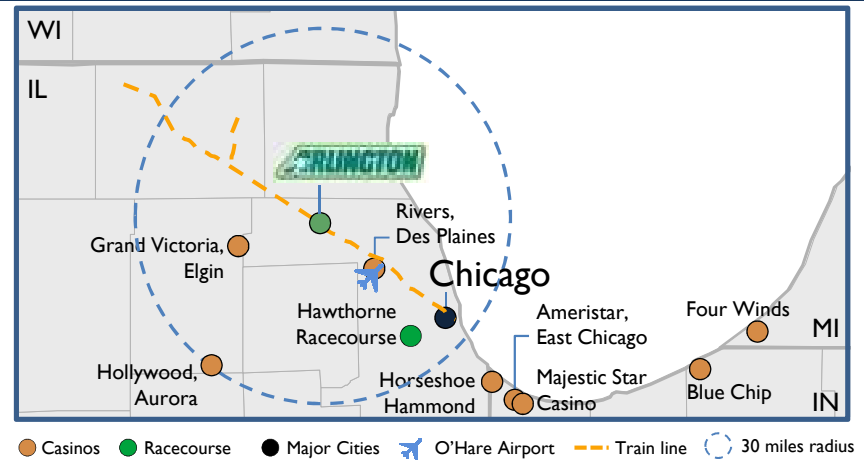 WI
IL
ARLINGTON
Rivers,
Des Plaines
Grand Victoria,
Elgin
Chicago
Hawthorne
Racecourse
Ameristar,
East Chicago
Four Winds
MI
Hollywood,
Aurora
Horseshoe
Hammond
Majestic Star
Casino
Blue Chip
IN
Casinos
Racecourse
Major Cities
O'Hare Airport
Train line
30 miles radius